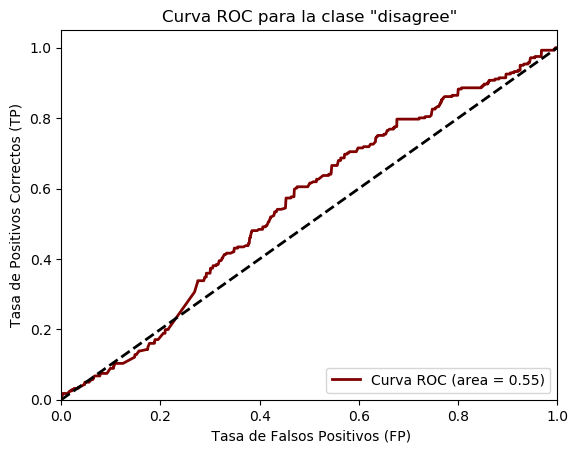 Curva ROC para la clase "disagree"
1.0
0.8
0.6
0.4
0.2
0.0
Tasa de Positivos Correctos (TP)
Curva ROC (area = 0.55)
0.0 0.2 0.4 0.6 0.8 1.0
Tasa de Falsos Positivos (FP)